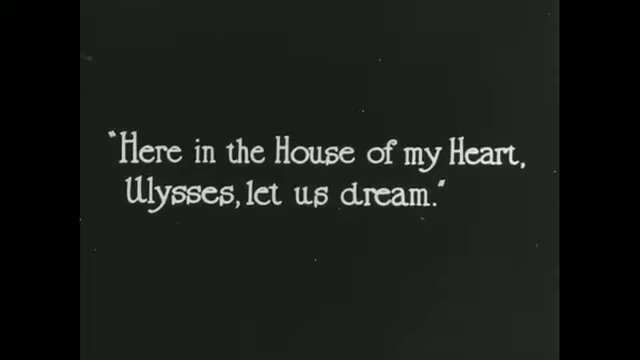 "Here in the House of my Heart,
Ulysses, let us dream."